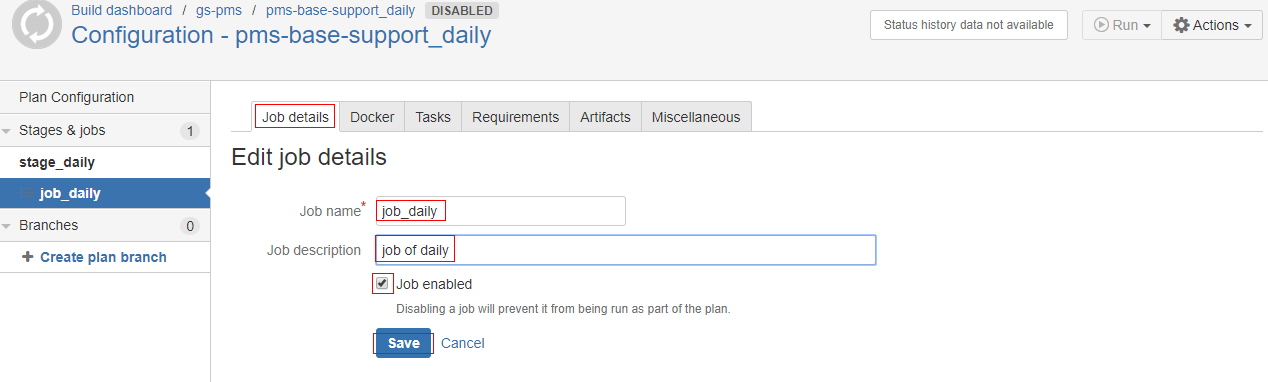 Build dashboard / gs-pms / pms-base-support_daily DISABLED
Configuration - pms-base-support_daily
Status history data not available
Run
Actions
Plan Configuration
Stages & jobs 1
stage_daily
job_daily
Branches 0
Create plan branch
Job details Docker Tasks Requirements Artifacts Miscellaneous
Edit job details
Job name* job_daily
Job description job of daily
Job enabled
Disabling a job will prevent it from being run as part of the plan.
Save Cancel